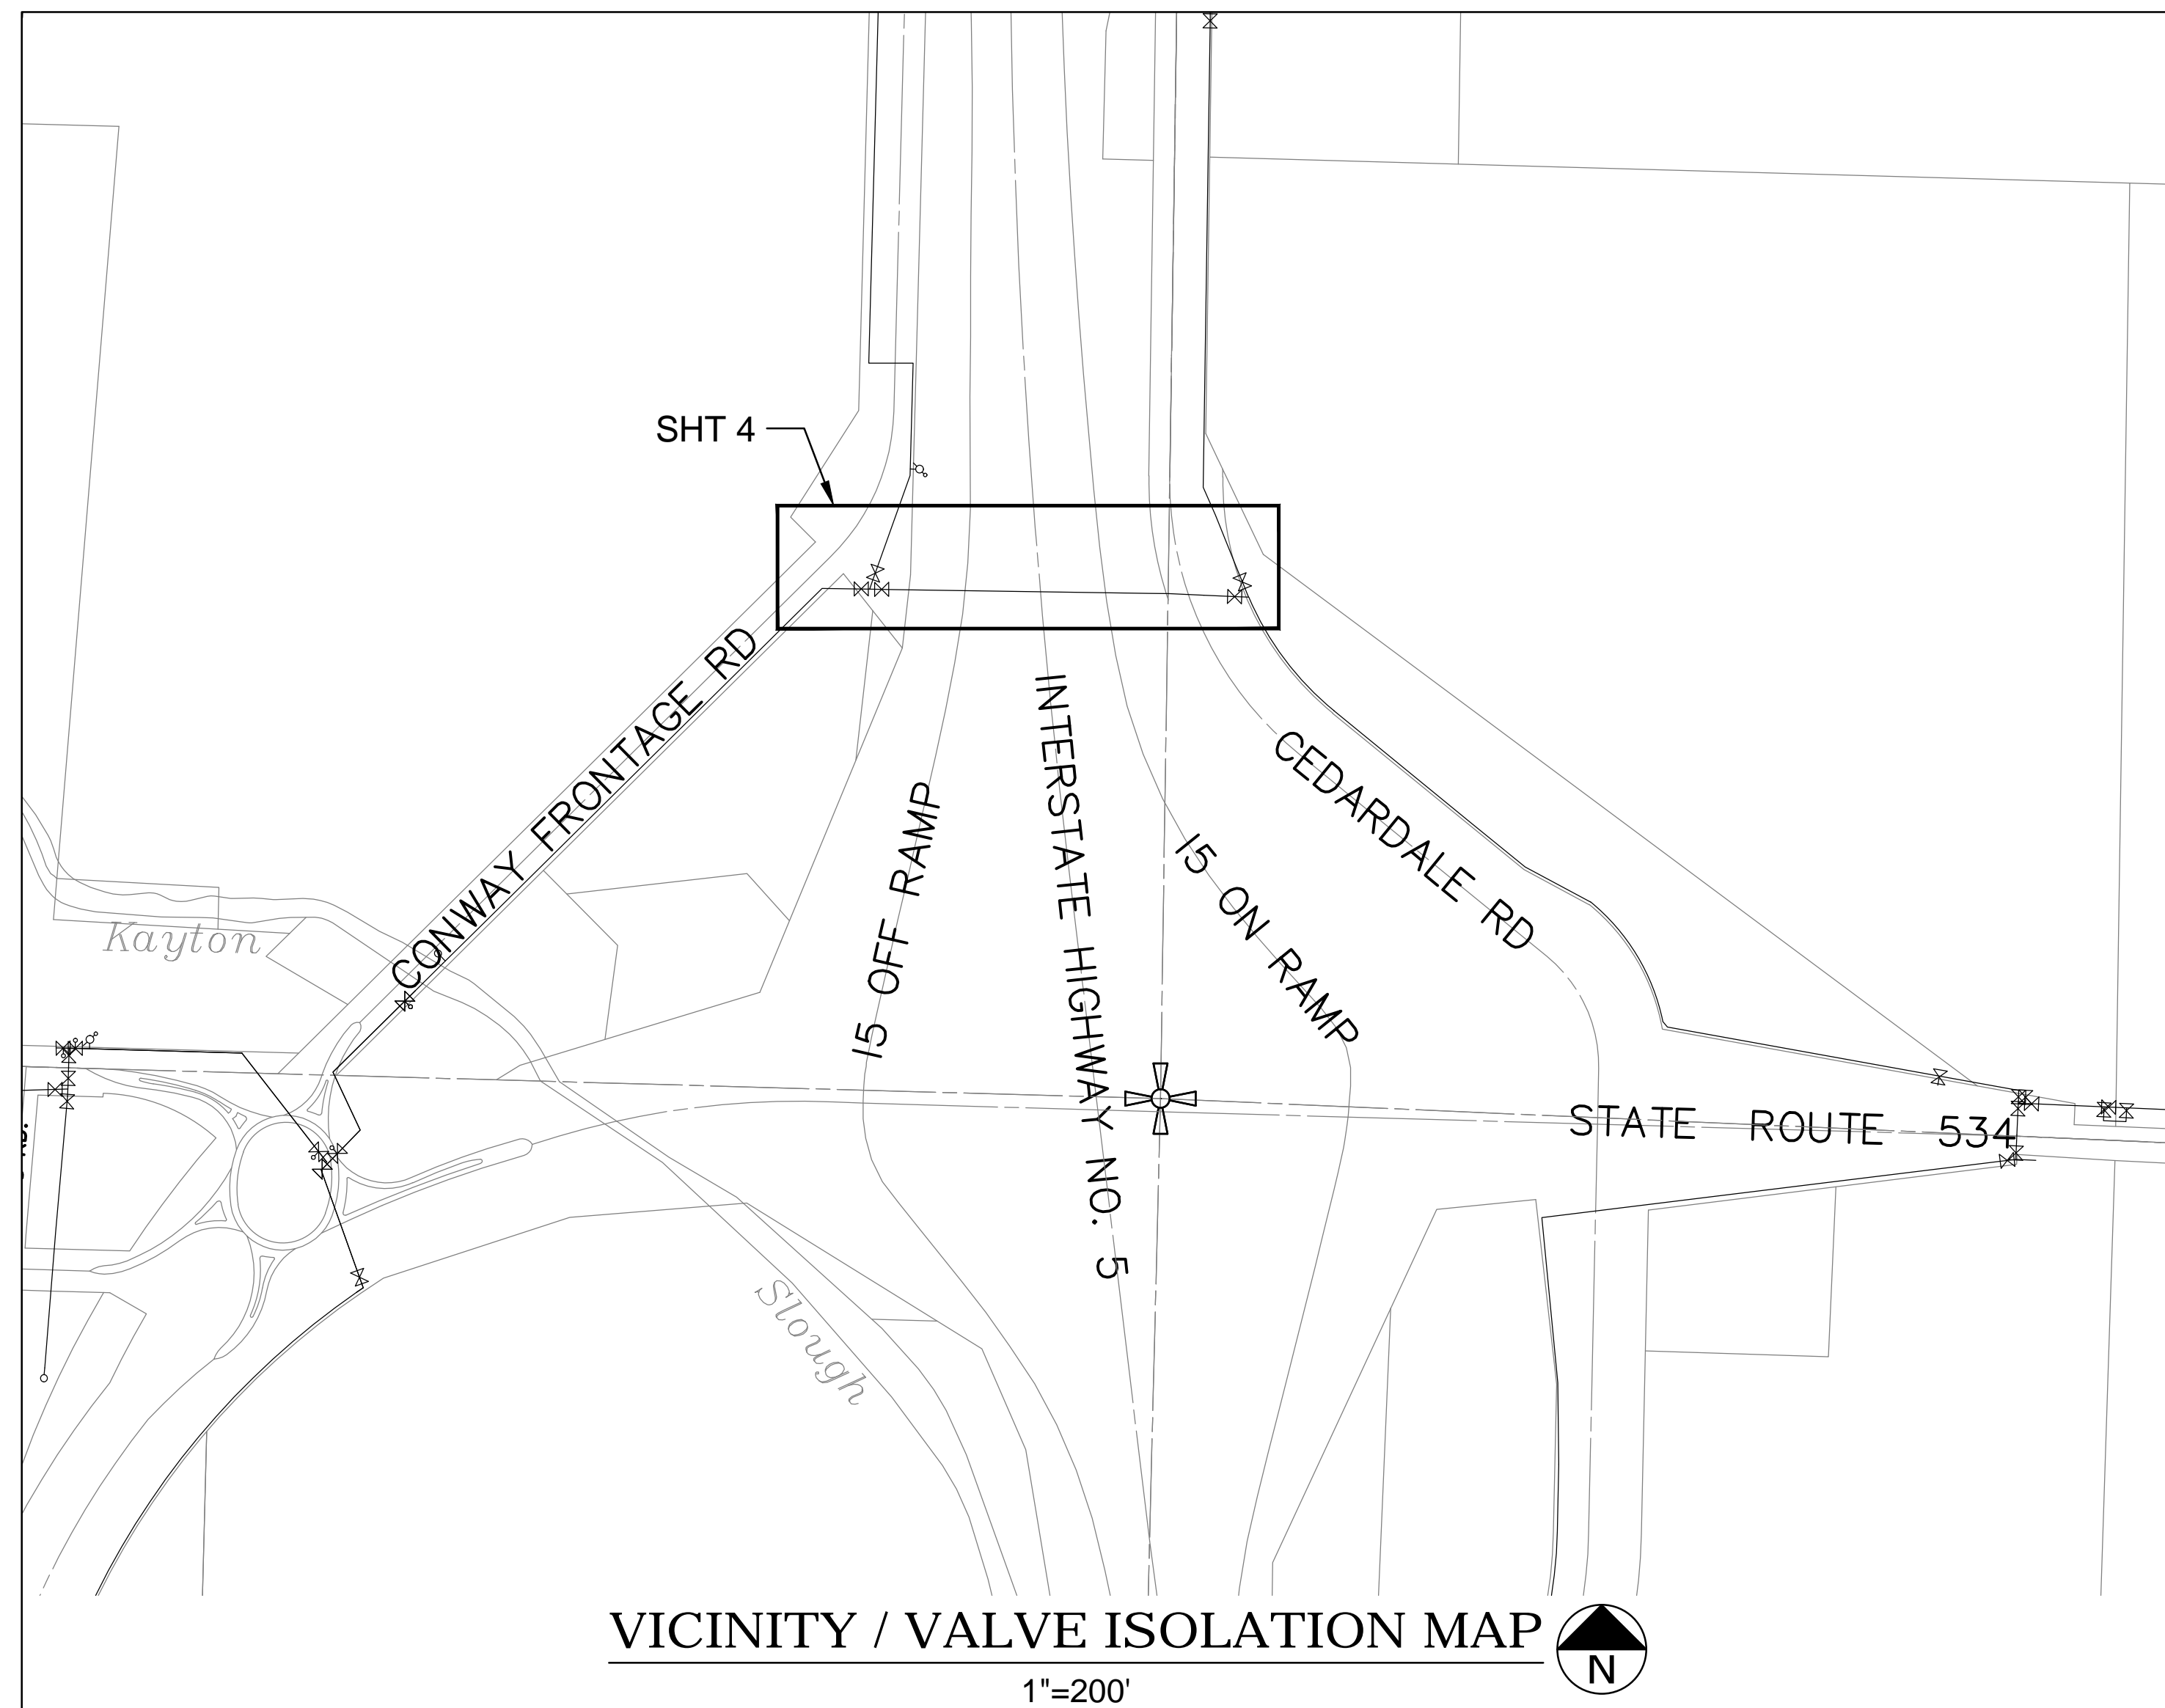 SHT 4
CONWAY FRONTAGE RD
INTERSTATE HIGHWAY NO. 5
I5 OFF RAMP
I5 ON RAMP
CEDARDALE RD
Kayton
STATE ROUTE 534
Slough
VICINITY / VALVE ISOLATION MAP
N
1"=200'